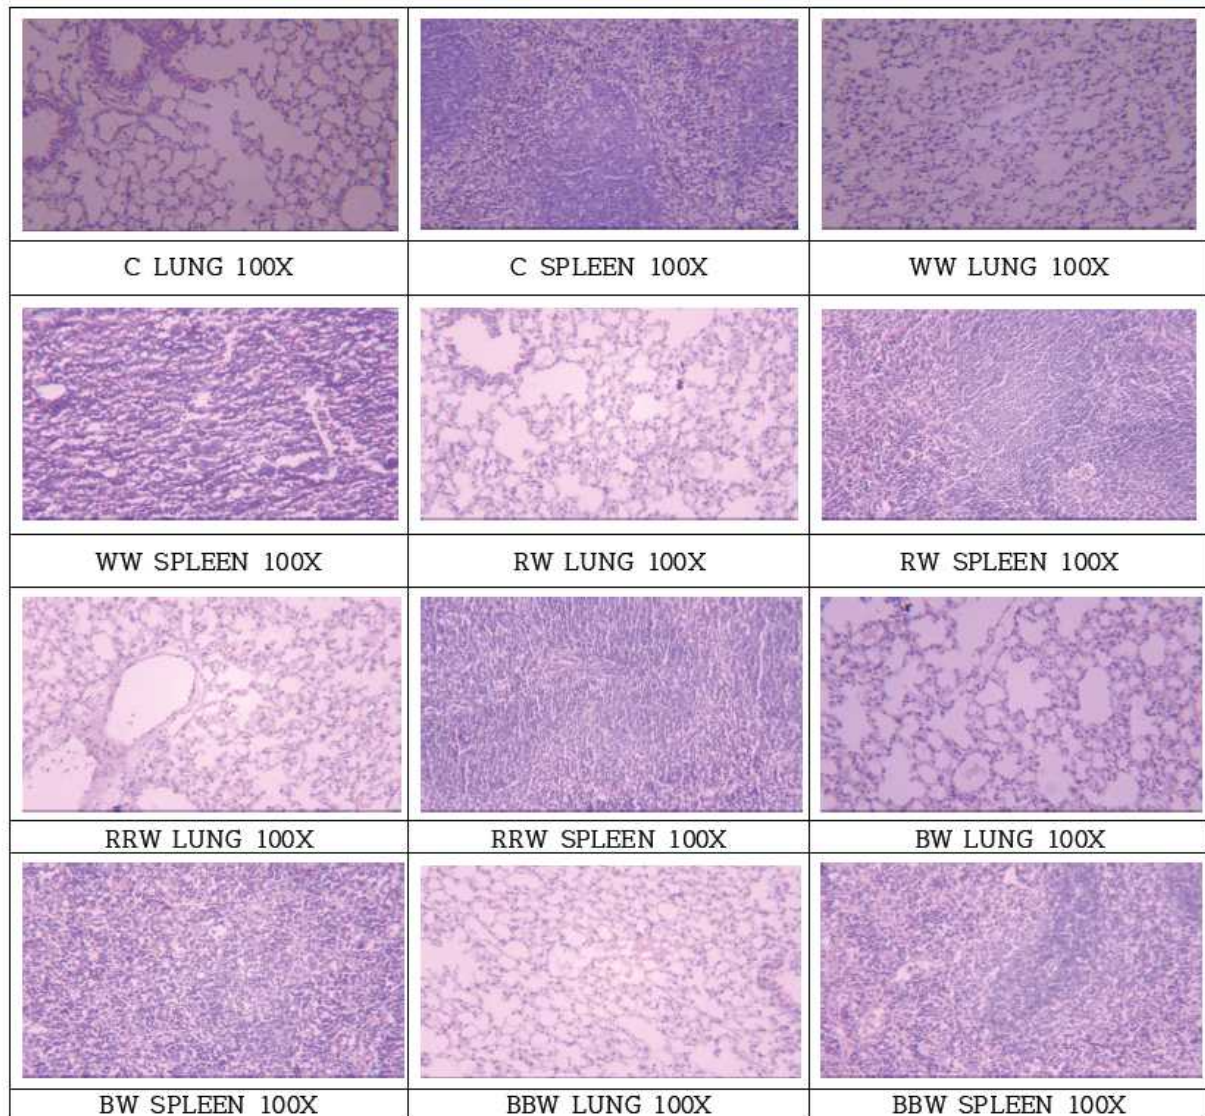 C LUNG 100X
C SPLEEN 100X
WW LUNG 100X
WW SPLEEN 100X
RW LUNG 100X
RW SPLEEN 100X
RRW LUNG 100X
RRW SPLEEN 100X
BW LUNG 100X
BW SPLEEN 100X
BBW LUNG 100X
BBW SPLEEN 100X